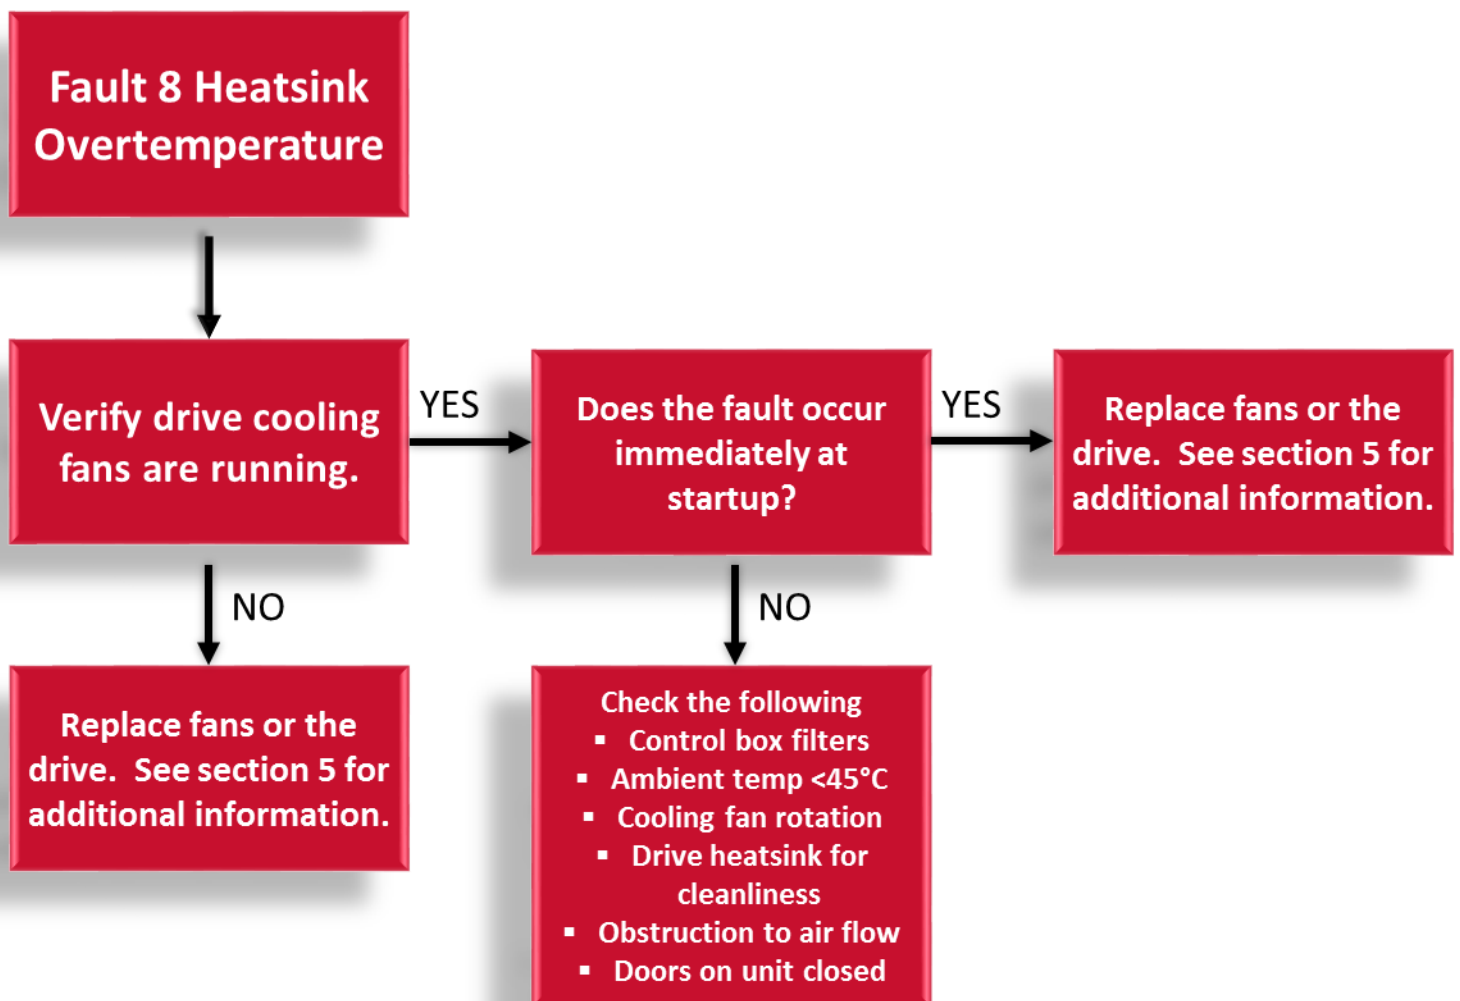 Fault 8 Heatsink
Overtemperature
Verify drive cooling
fans are running.
YES
Does the fault occur
immediately at
startup?
YES
Replace fans or the
drive.  See section 5 for
additional information.
NO
Replace fans or the
drive.  See section 5 for
additional information.
NO
Check the following
▪ Control box filters
▪ Ambient temp <45°C
▪ Cooling fan rotation
▪ Drive heatsink for
cleanliness
▪ Obstruction to air flow
▪ Doors on unit closed